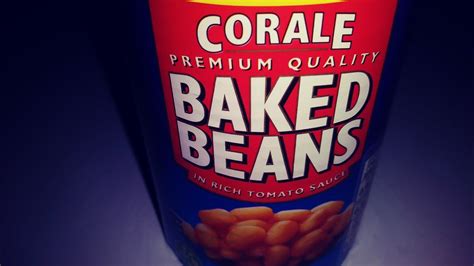 CORALE
PREMIUM QUALITY
BAKED
BEANS
IN RICH TOMATO SAUCE